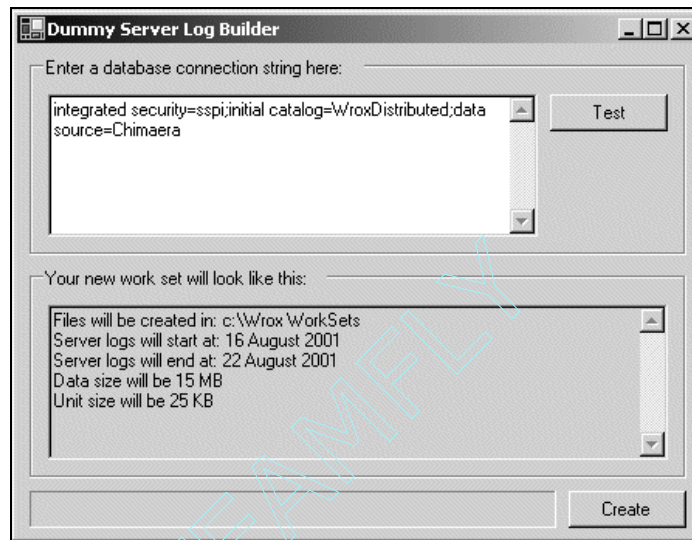 Dummy Server Log Builder
Enter a database connection string here:
integrated security=sspi;initial catalog=WroxDistributed;data
source=Chimaera
Test
Your new work set will look like this:
Files will be created in: c:\Wrox WorkSets
Server logs will start at: 16 August 2001
Server logs will end at: 22 August 2001
Data size will be 15 MB
Unit size will be 25 KB
Create
EAMFLY